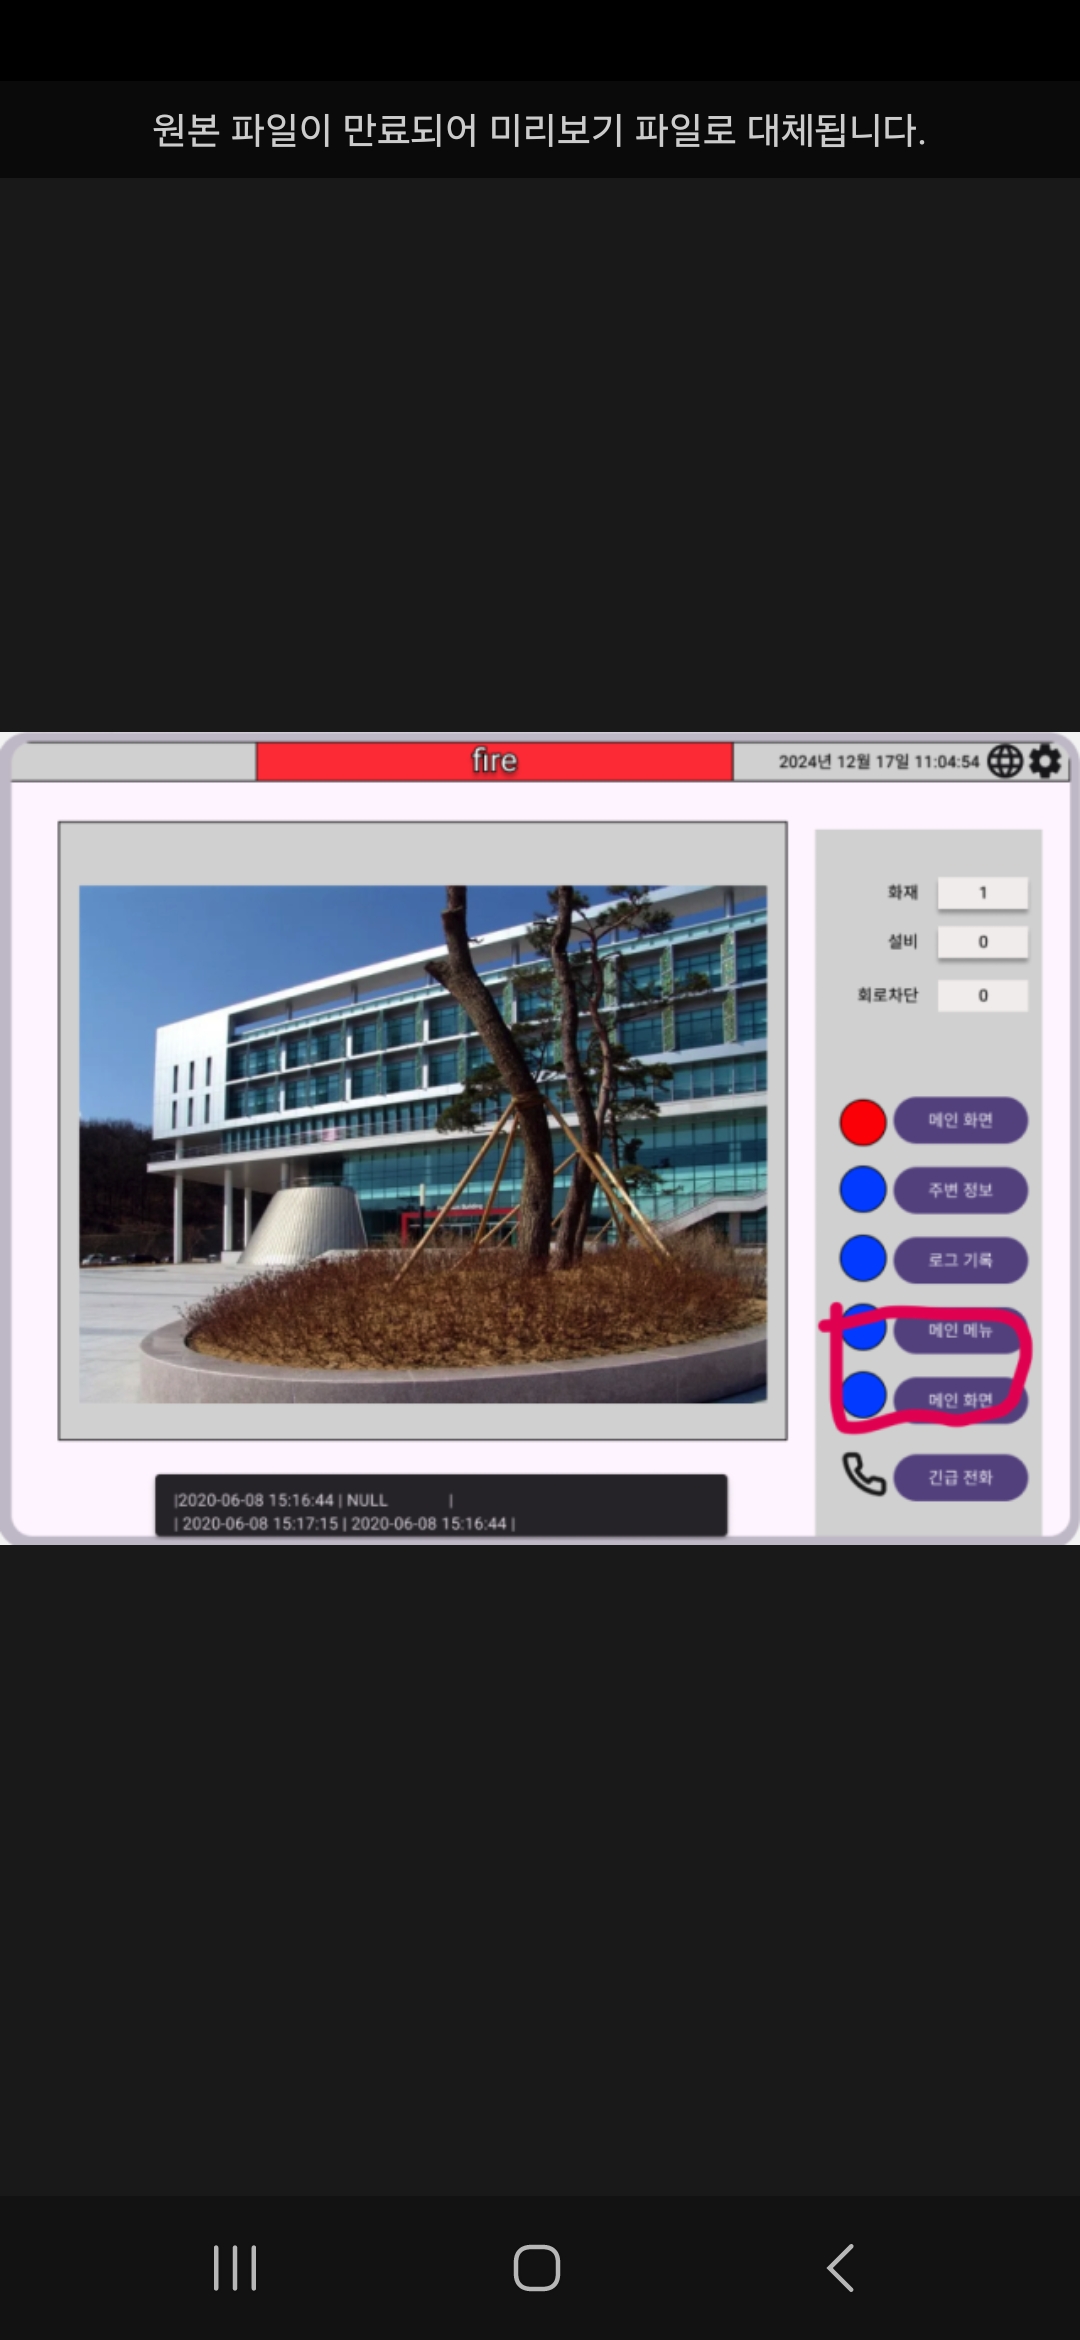 원본 파일이 만료되어 미리보기 파일로 대체됩니다.
fire
2024년 12월 17일 11:04:54
화재 1
설비 0
회로차단 0
메인 화면
주변 정보
로그 기록
메인 메뉴
메인 화면
긴급 전화
|2020-06-08 15:16:44 | NULL |
| 2020-06-08 15:17:15 | 2020-06-08 15:16:44 |